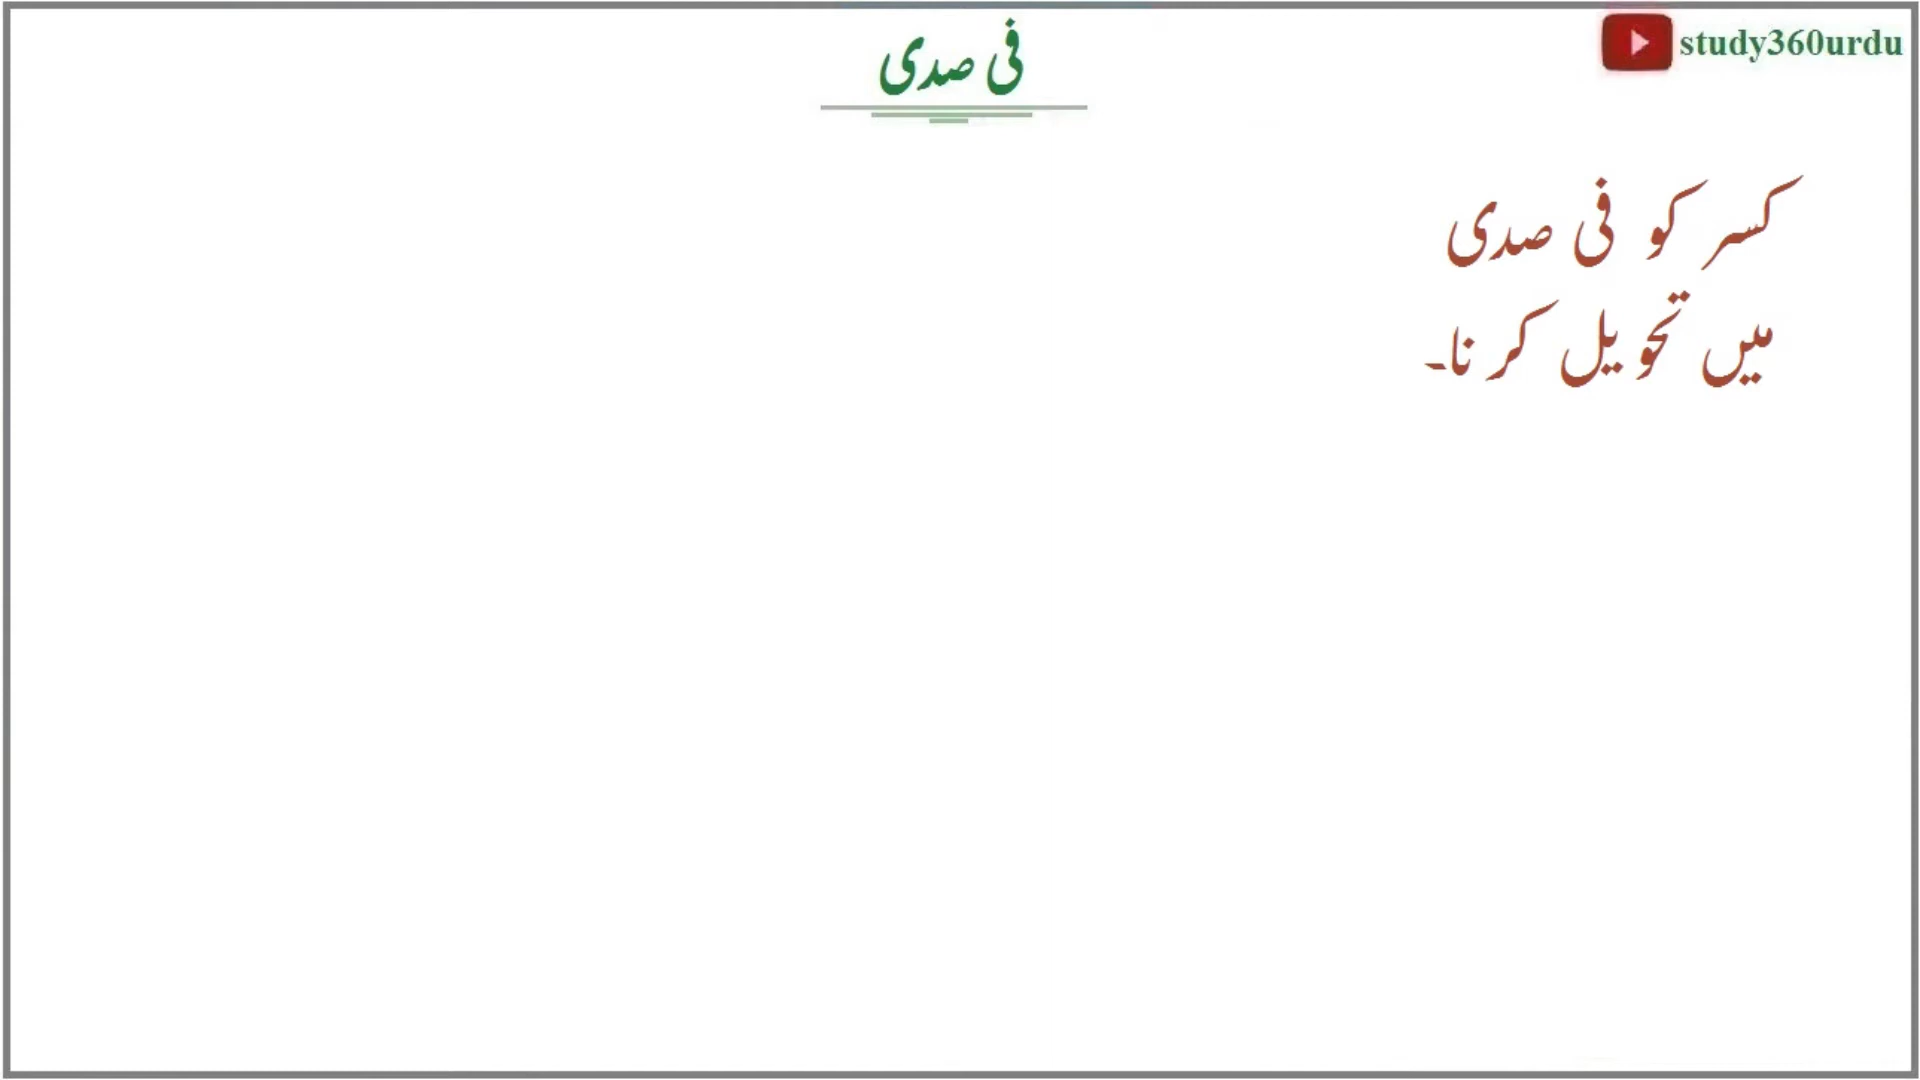 فی صدی
study360urdu
کسر کو فی صدی
میں تحویل کرنا۔